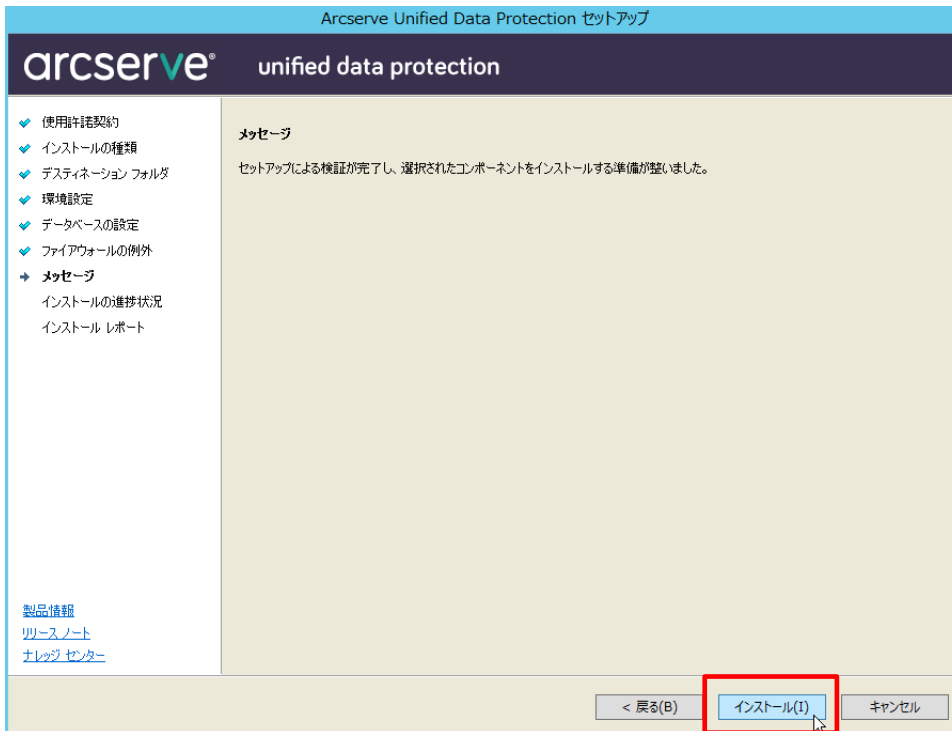 Arcserve Unified Data Protection セットアップ
arcserve® unified data protection
使用許諾契約
インストールの種類
デスティネーション フォルダ
環境設定
データベースの設定
ファイアウォールの例外
メッセージ
インストールの進捗状況
インストール レポート
メッセージ
セットアップによる検証が完了し、選択されたコンポーネントをインストールする準備が整いました。
製品情報
リリース ノート
ナレッジ センター
< 戻る(B)
インストール(I)
キャンセル